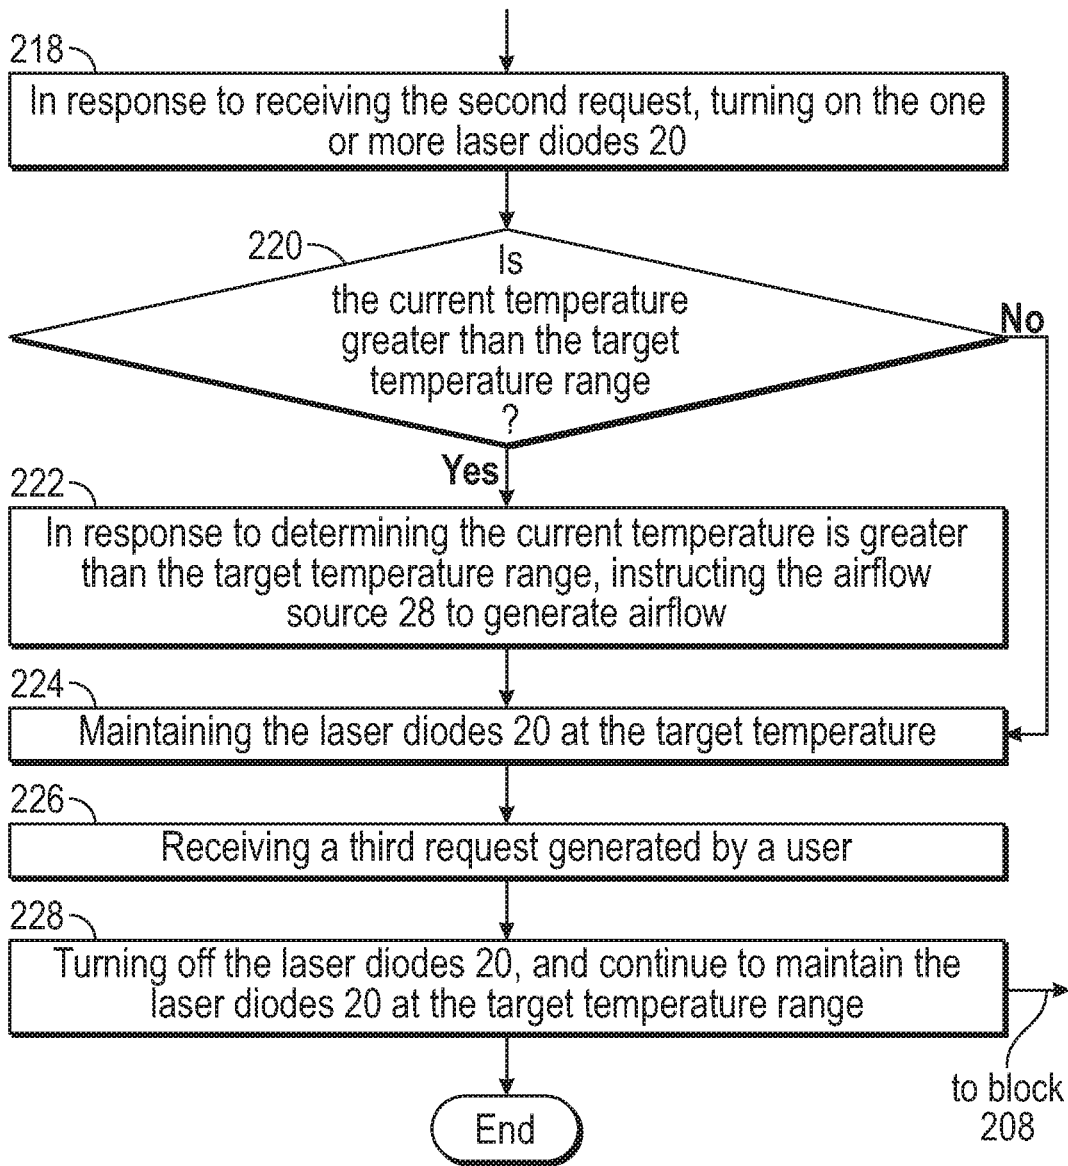 218
In response to receiving the second request, turning on the one
or more laser diodes 20
220
Is
the current temperature
greater than the target
temperature range
?
No
Yes
222
In response to determining the current temperature is greater
than the target temperature range, instructing the airflow
source 28 to generate airflow
224
Maintaining the laser diodes 20 at the target temperature
226
Receiving a third request generated by a user
228
Turning off the laser diodes 20, and continue to maintain the
laser diodes 20 at the target temperature range
to block
208
End